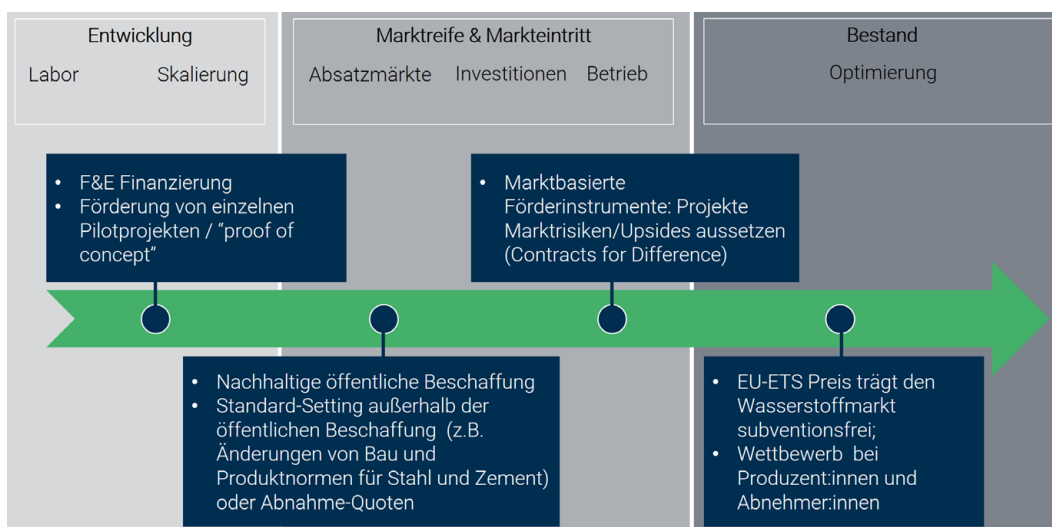 Entwicklung
Labor Skalierung
Marktreife & Markteintritt
Absatzmärkte Investitionen Betrieb
Bestand
Optimierung
• F&E Finanzierung
• Förderung von einzelnen
Pilotprojekten / “proof of
concept”
• Marktbasierte
Förderinstrumente: Projekte
Marktrisiken/Upsides aussetzen
(Contracts for Difference)
• Nachhaltige öffentliche Beschaffung
• Standard-Setting außerhalb der
öffentlichen Beschaffung (z.B.
Änderungen von Bau und
Produktnormen für Stahl und Zement)
oder Abnahme-Quoten
• EU-ETS Preis trägt den
Wasserstoffmarkt
subventionsfrei;
• Wettbewerb bei
Produzent:innen und
Abnehmer:innen